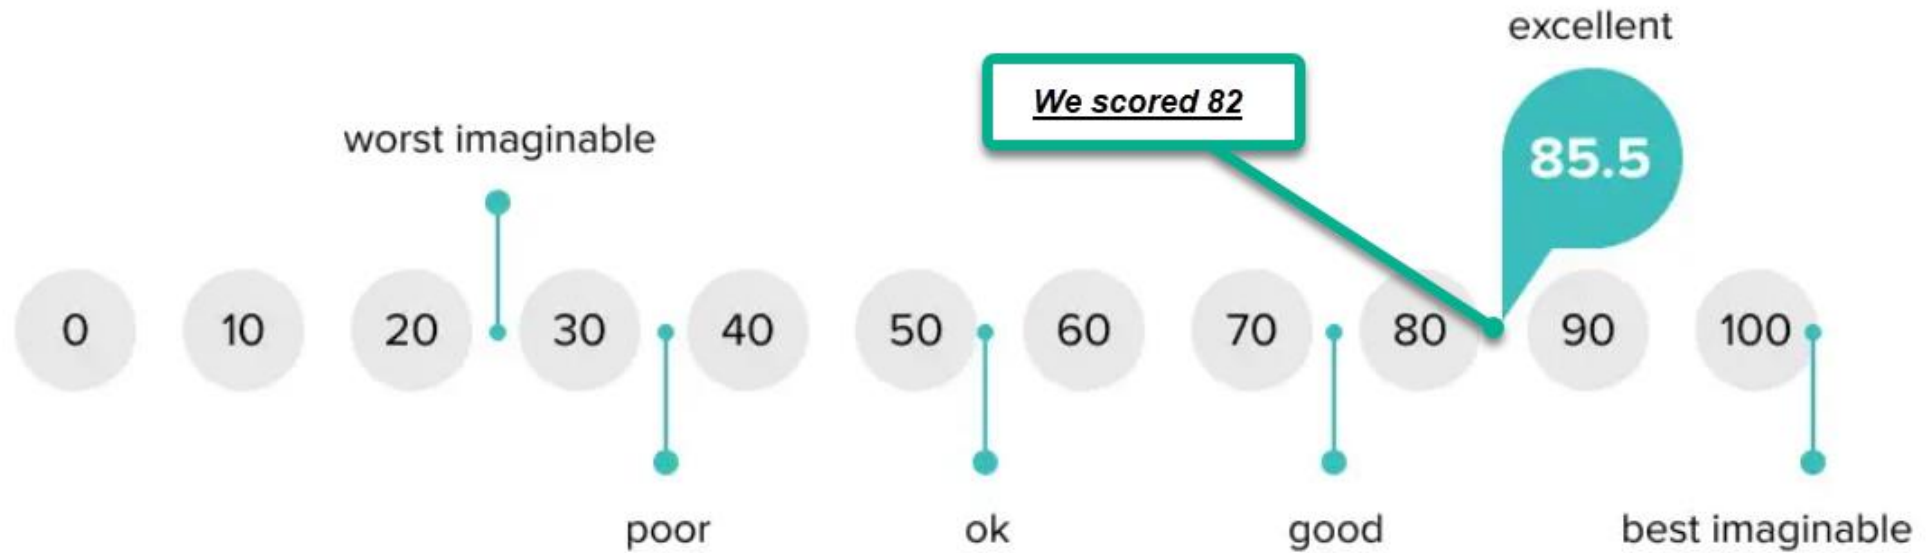 excellent
We scored 82
worst imaginable
85.5
0 10 20 30 40 50 60 70 80 90 100
poor ok good best imaginable